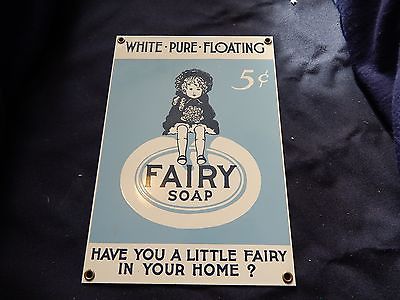 WHITE · PURE · FLOATING
5¢
FAIRY
SOAP
HAVE YOU A LITTLE FAIRY
IN YOUR HOME ?